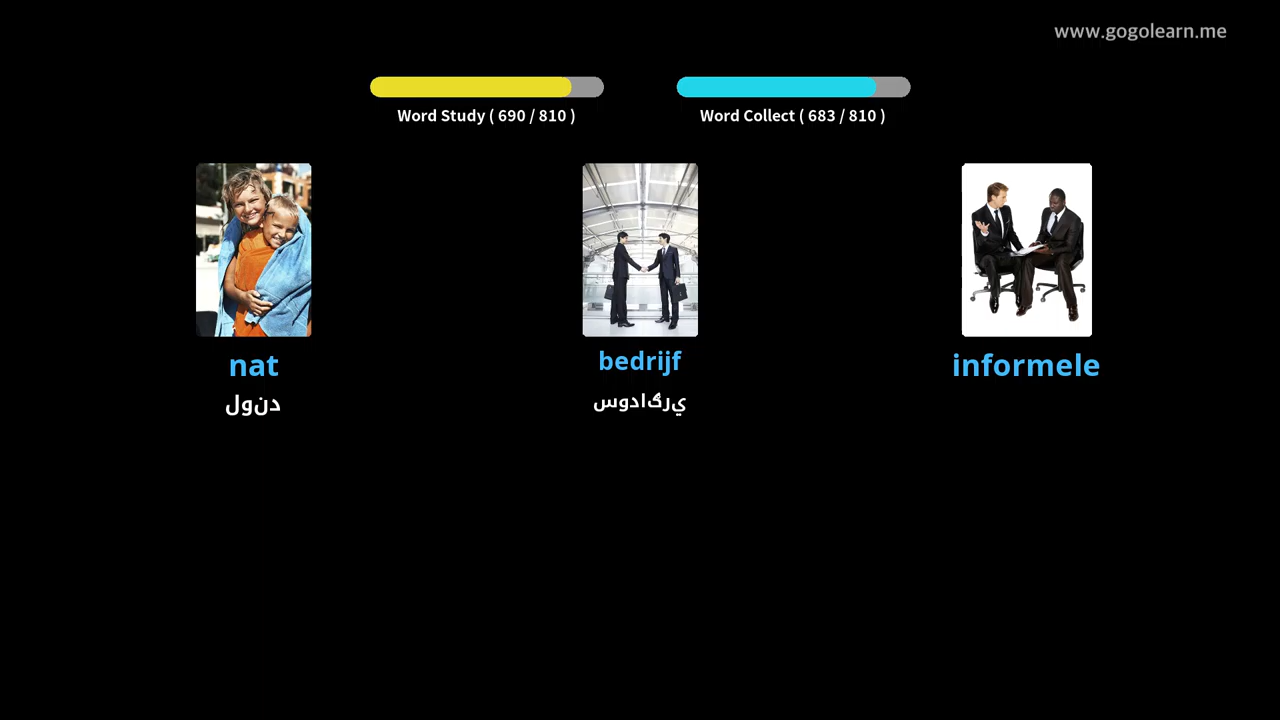 www.gogolearn.me
Word Study ( 690 / 810 )
Word Collect ( 683 / 810 )
nat
bedrijf
informele
دنول
يرگادوس